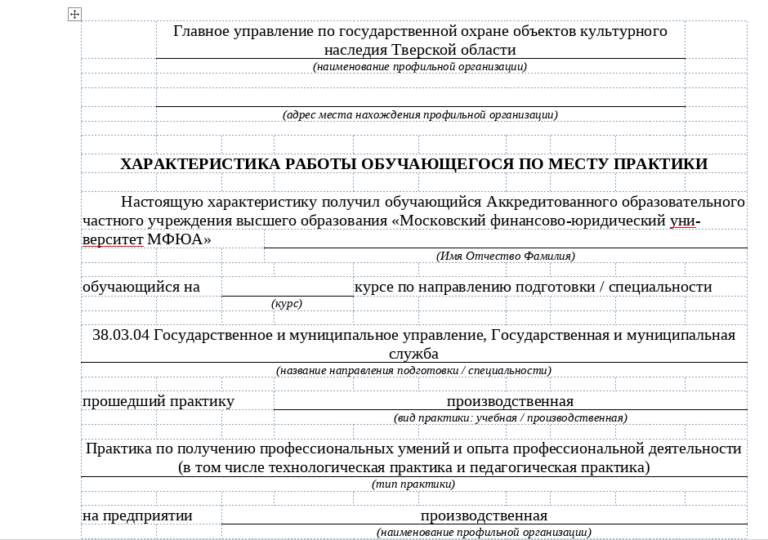 Главное управление по государственной охране объектов культурного
наследия Тверской области
(наименование профильной организации)
(адрес места нахождения профильной организации)
ХАРАКТЕРИСТИКА РАБОТЫ ОБУЧАЮЩЕГОСЯ ПО МЕСТУ ПРАКТИКИ
Настоящую характеристику получил обучающийся Аккредитованного образовательного
частного учреждения высшего образования «Московский финансово-юридический уни-
верситет МФЮА»
(Имя Отчество Фамилия)
обучающийся на курсе по направлению подготовки / специальности
(курс)
38.03.04 Государственное и муниципальное управление, Государственная и муниципальная
служба
(название направления подготовки / специальности)
прошедший практику производственная
(вид практики: учебная / производственная)
Практика по получению профессиональных умений и опыта профессиональной деятельности
(в том числе технологическая практика и педагогическая практика)
(тип практики)
на предприятии производственная
(наименование профильной организации)